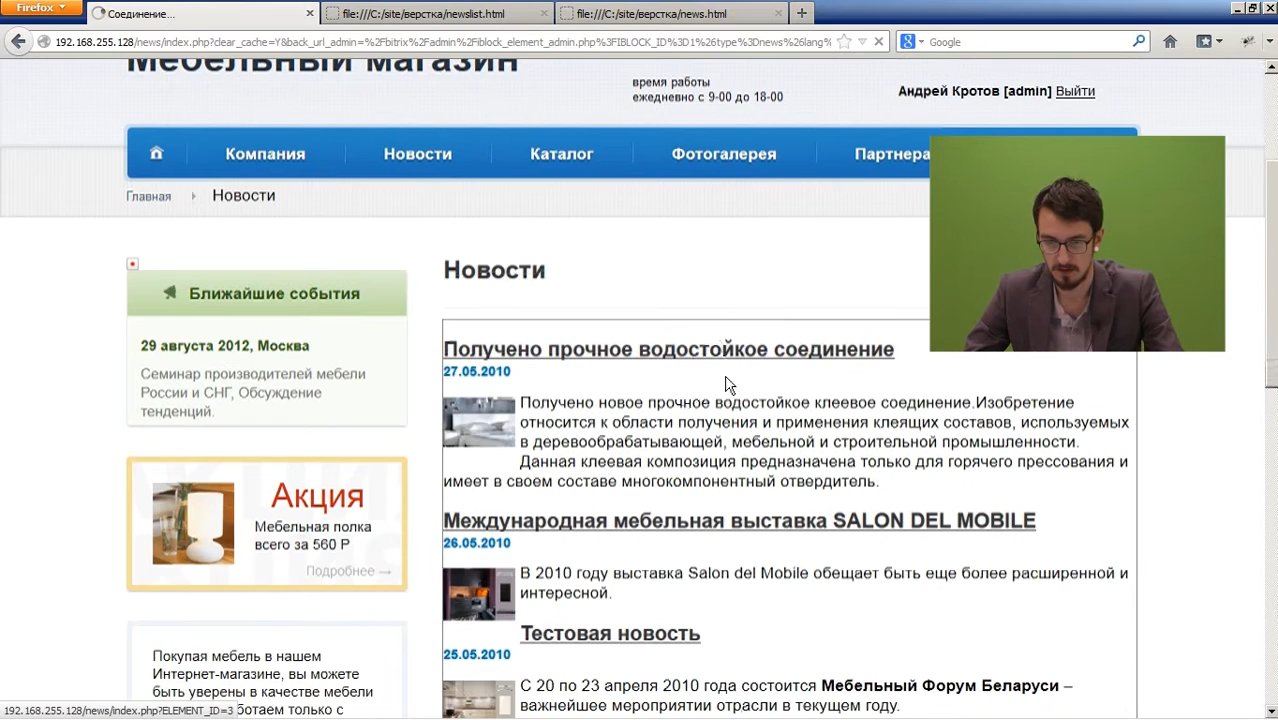 Firefox
Соединение...
file:///C:/site/верстка/newslist.html
file:///C:/site/верстка/news.html
192.168.255.128/news/index.php?clear_cache=Y&back_url_admin=%2Fbitrix%2Fadmin%2Fiblock_element_admin.php%3FIBLOCK_ID%3D1%26type%3Dnews%26lang%
Google
Мебельный магазин
время работы
ежедневно с 9-00 до 18-00
Андрей Кротов [admin] Выйти
Компания
Новости
Каталог
Фотогалерея
Партнера
Главная
Новости
Ближайшие события
29 августа 2012, Москва
Семинар производителей мебели
России и СНГ, Обсуждение
тенденций.
Акция
Мебельная полка
всего за 560 Р
Подробнее →
Покупая мебель в нашем
Интернет-магазине, вы можете
быть уверены в качестве мебели
ботаем только с
Новости
Получено прочное водостойкое соединение
27.05.2010
Получено новое прочное водостойкое клеевое соединение.Изобретение
относится к области получения и применения клеящих составов, используемых
в деревообрабатывающей, мебельной и строительной промышленности.
Данная клеевая композиция предназначена только для горячего прессования и
имеет в своем составе многокомпонентный отвердитель.
Международная мебельная выставка SALON DEL MOBILE
26.05.2010
В 2010 году выставка Salon del Mobile обещает быть еще более расширенной и
интересной.
Тестовая новость
25.05.2010
С 20 по 23 апреля 2010 года состоится Мебельный Форум Беларуси –
важнейшее мероприятии отрасли в текущем году.
192.168.255.128/news/index.php?ELEMENT_ID=3